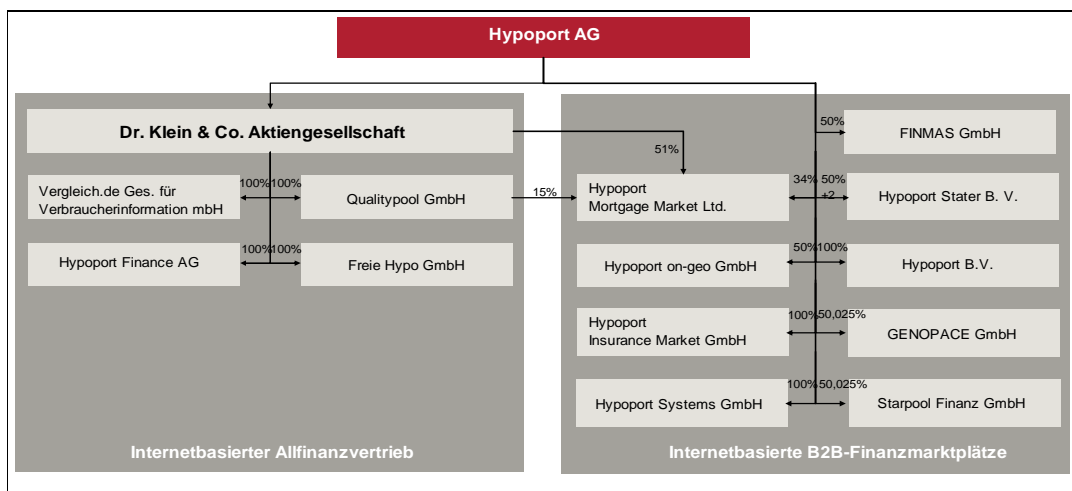 Hypoport AG
Dr. Klein & Co. Aktiengesellschaft
100% 100%
Vergleich.de Ges. für
Verbraucherinformation mbH
Qualitypool GmbH
100% 100%
Hypoport Finance AG
Freie Hypo GmbH
Internetbasierter Allfinanzvertrieb
51%
15%
50%
FINMAS GmbH
34% 50%
+2
Hypoport
Mortgage Market Ltd.
Hypoport Stater B. V.
50% 100%
Hypoport on-geo GmbH
Hypoport B.V.
100% 50,025%
Hypoport
Insurance Market GmbH
GENOPACE GmbH
100% 50,025%
Hypoport Systems GmbH
Starpool Finanz GmbH
Internetbasierte B2B-Finanzmarktplätze